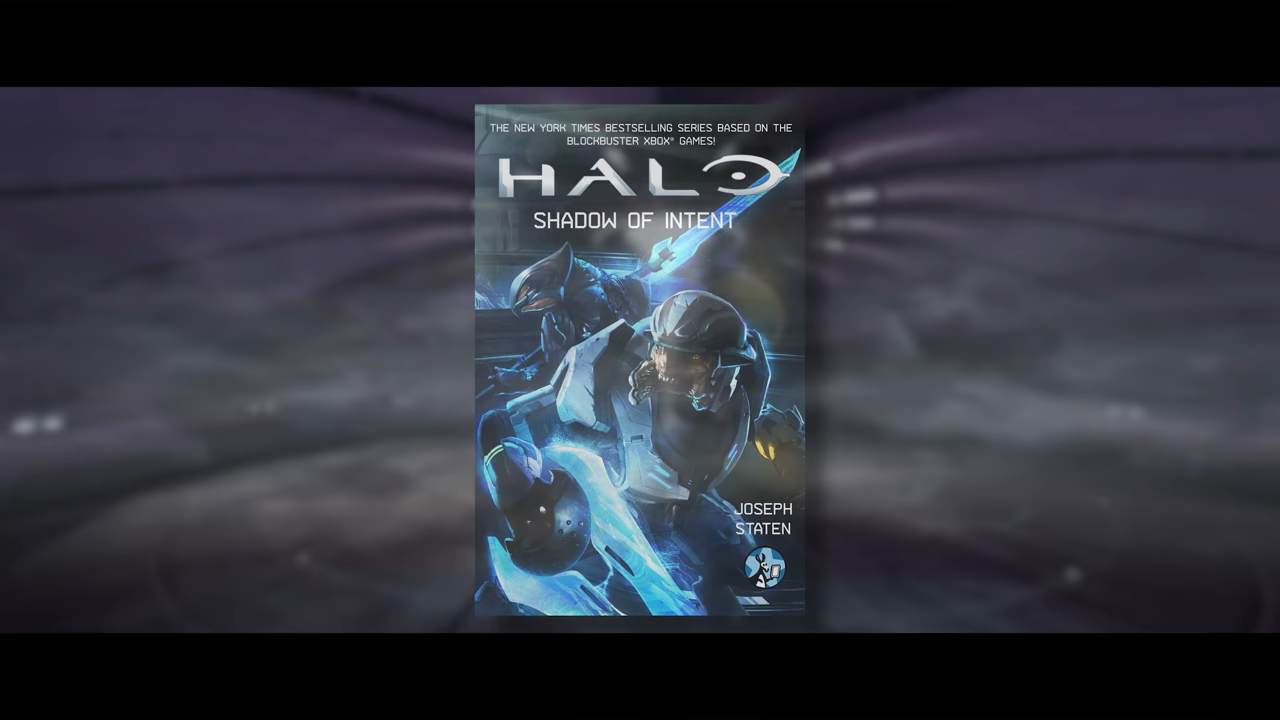 THE NEW YORK TIMES BESTSELLING SERIES BASED ON THE
BLOCKBUSTER XBOX® GAMES!
HALO
SHADOW OF INTENT
JOSEPH
STATEN